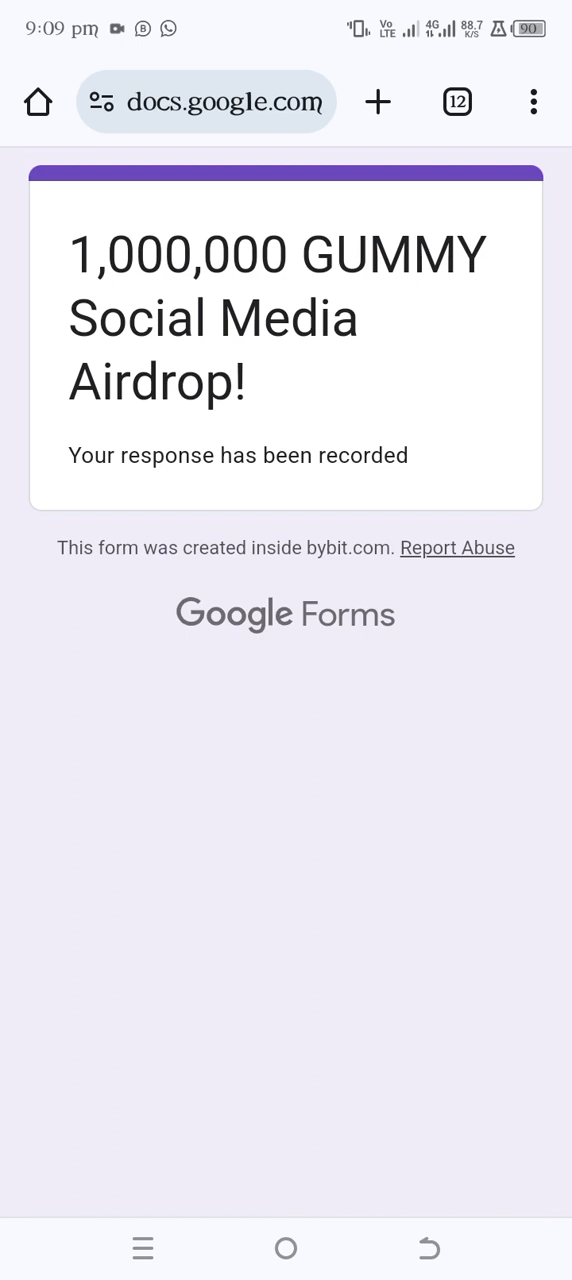 9:09 pm B Vo LTE 4G 88.7 K/S 90
docs.google.com 12
1,000,000 GUMMY
Social Media
Airdrop!
Your response has been recorded
This form was created inside bybit.com. Report Abuse
Google Forms